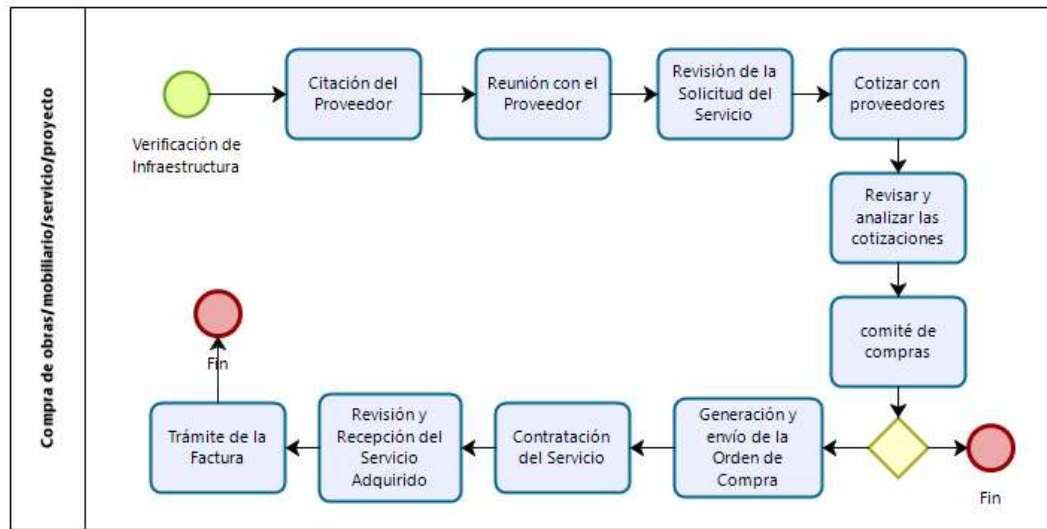 Compra de obras/mobiliario/servicio/proyecto
Verificación de
Infraestructura
Citación del
Proveedor
Reunión con el
Proveedor
Revisión de la
Solicitud del
Servicio
Cotizar con
proveedores
Revisar y
analizar las
cotizaciones
comité de
compras
Fin
Generación y
envío de la
Orden de
Compra
Contratación
del Servicio
Revisión y
Recepción del
Servicio
Adquirido
Trámite de la
Factura
Fin